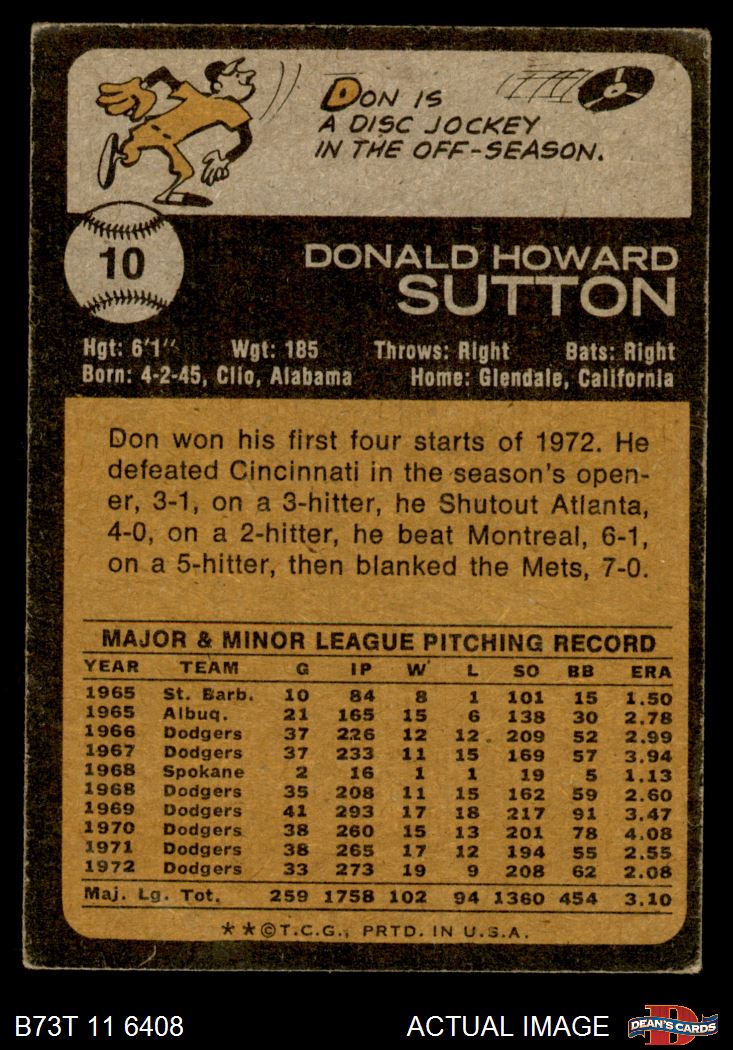 DON IS
A DISC JOCKEY
IN THE OFF-SEASON.
10
DONALD HOWARD
SUTTON
Hgt: 6'1" Wgt: 185 Throws: Right Bats: Right
Born: 4-2-45, Clio, Alabama Home: Glendale, California
Don won his first four starts of 1972. He
defeated Cincinnati in the season's open-
er, 3-1, on a 3-hitter, he Shutout Atlanta,
4-0, on a 2-hitter, he beat Montreal, 6-1,
on a 5-hitter, then blanked the Mets, 7-0.
MAJOR & MINOR LEAGUE PITCHING RECORD
YEAR TEAM G IP W L SO BB ERA
1965 St. Barb. 10 84 8 1 101 15 1.50
1965 Albuq. 21 165 15 6 138 30 2.78
1966 Dodgers 37 226 12 12 209 52 2.99
1967 Dodgers 37 233 11 15 169 57 3.94
1968 Spokane 2 16 1 1 19 5 1.13
1968 Dodgers 35 208 11 15 162 59 2.60
1969 Dodgers 41 293 17 18 217 91 3.47
1970 Dodgers 38 260 15 13 201 78 4.08
1971 Dodgers 38 265 17 12 194 55 2.55
1972 Dodgers 33 273 19 9 208 62 2.08
Maj. Lg. Tot. 259 1758 102 94 1360 454 3.10
**©T.C.G., PRTD. IN U.S.A.
B73T 11 6408 ACTUAL IMAGE D DEAN'S CARDS